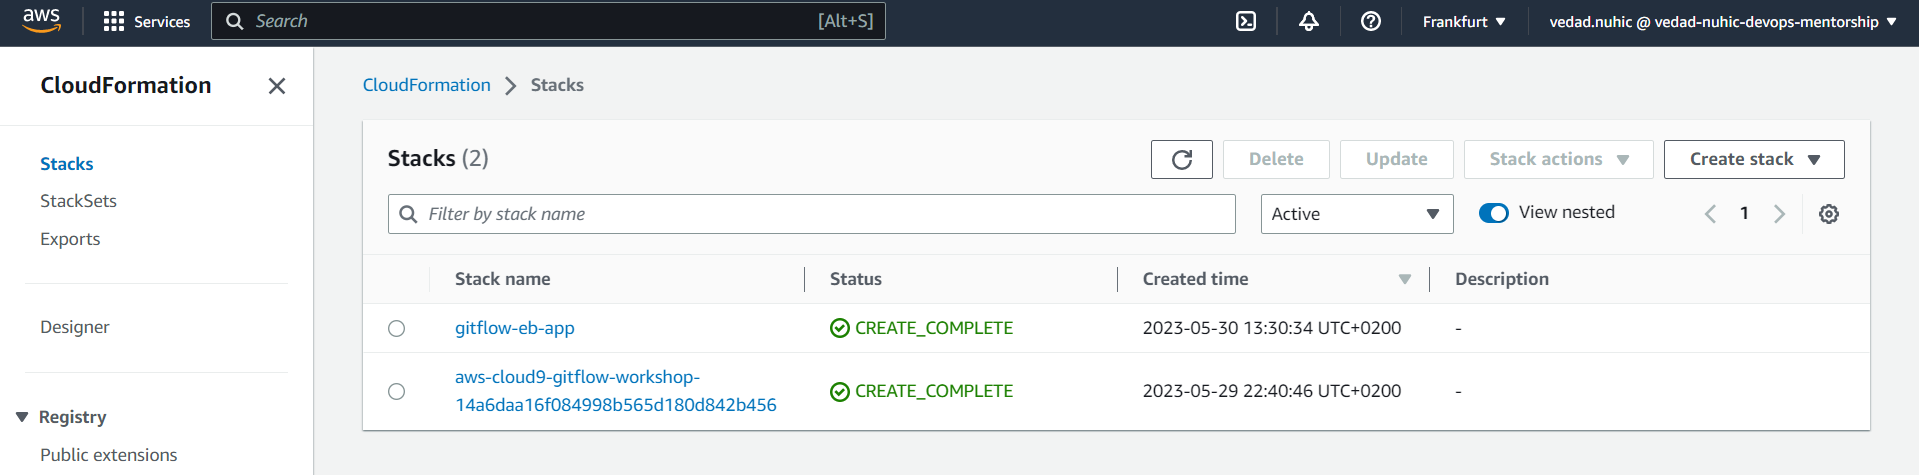 aws
Services
Search
[Alt+S]
Frankfurt
vedad.nuhic @ vedad-nuhic-devops-mentorship
CloudFormation
Stacks
StackSets
Exports
Designer
Registry
Public extensions
CloudFormation
Stacks
Stacks (2)
Delete
Update
Stack actions
Create stack
Filter by stack name
Active
View nested
1
Stack name
Status
Created time
Description
gitflow-eb-app
CREATE_COMPLETE
2023-05-30 13:30:34 UTC+0200
-
aws-cloud9-gitflow-workshop-
14a6daa16f084998b565d180d842b456
CREATE_COMPLETE
2023-05-29 22:40:46 UTC+0200
-